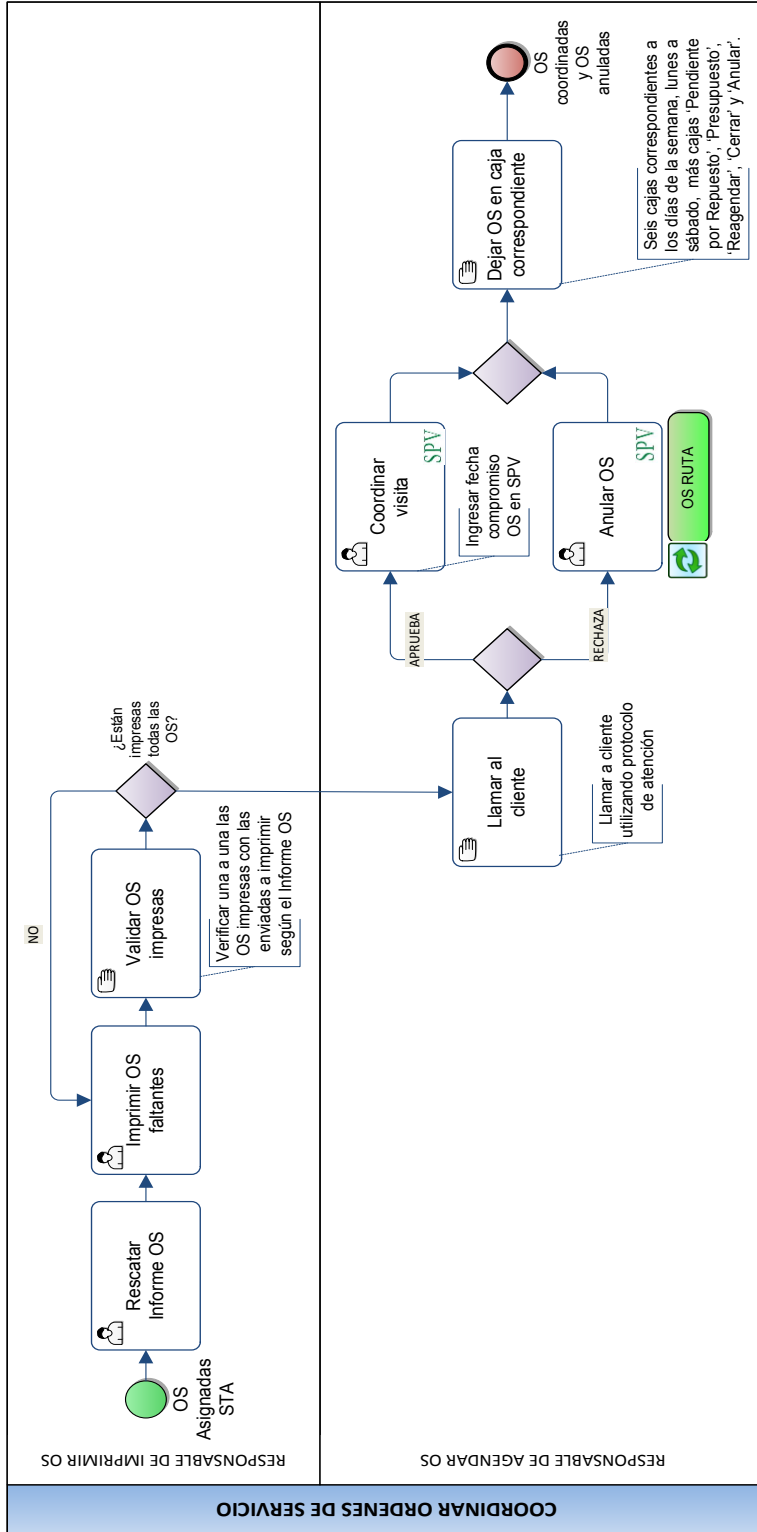 COORDINAR ORDENES DE SERVICIO
RESPONSABLE DE IMPRIMIR OS
OS
Asignadas
STA
Rescatar
Informe OS
Imprimir OS
faltantes
Validar OS
impresas
Verificar una a una las
OS impresas con las
enviadas a imprimir
según el Informe OS
NO
¿Están
impresas
todas las
OS?
RESPONSABLE DE AGENDAR OS
Llamar al
cliente
Llamar a cliente
utilizando protocolo
de atención
APRUEBA
RECHAZA
Coordinar
visita
SPV
Ingresar fecha
compromiso
OS en SPV
Anular OS
SPV
OS RUTA
Dejar OS en caja
correspondiente
Seis cajas correspondientes a
los días de la semana, lunes a
sábado, más cajas ‘Pendiente
por Repuesto’, ‘Presupuesto’,
‘Reagendar’, ‘Cerrar’ y ‘Anular’.
OS
coordinadas
y OS
anuladas